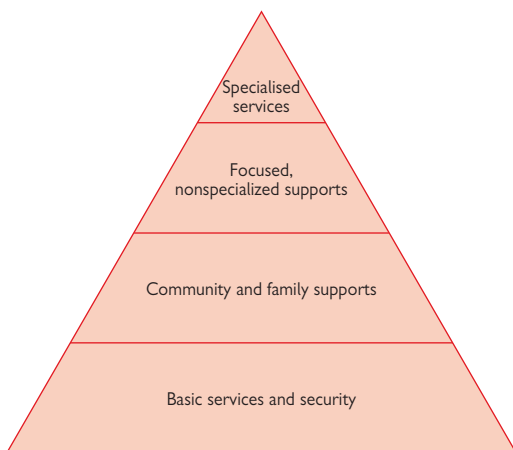 Specialised
services
Focused,
nonspecialized supports
Community and family supports
Basic services and security